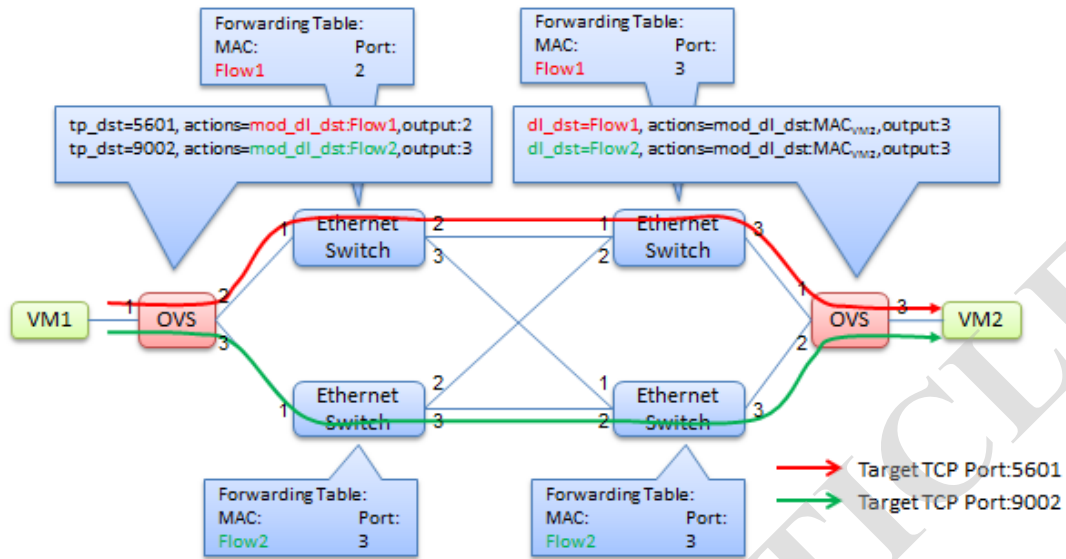 Forwarding Table:
MAC: Port:
Flow1 2
Forwarding Table:
MAC: Port:
Flow1 3
tp_dst=5601, actions=mod_dl_dst:Flow1,output:2
tp_dst=9002, actions=mod_dl_dst:Flow2,output:3
dl_dst=Flow1, actions=mod_dl_dst:MACVM2,output:3
dl_dst=Flow2, actions=mod_dl_dst:MACVM2,output:3
1 Ethernet Switch 2 3
1 2 Ethernet Switch 3
VM1
1 OVS 2 3
1 2 OVS 3
VM2
1 Ethernet Switch 2 3
1 2 Ethernet Switch 3
Forwarding Table:
MAC: Port:
Flow2 3
Forwarding Table:
MAC: Port:
Flow2 3
Target TCP Port:5601
Target TCP Port:9002